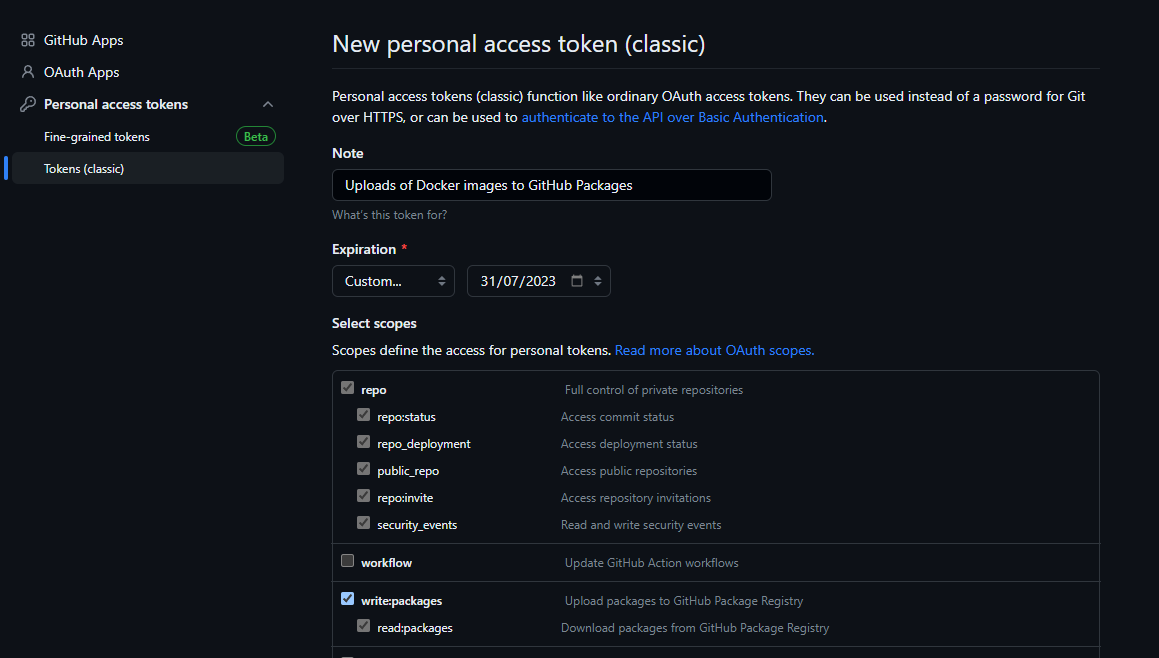 GitHub Apps
OAuth Apps
Personal access tokens
Fine-grained tokens
Beta
Tokens (classic)
New personal access token (classic)
Personal access tokens (classic) function like ordinary OAuth access tokens. They can be used instead of a password for Git
over HTTPS, or can be used to authenticate to the API over Basic Authentication.
Note
Uploads of Docker images to GitHub Packages
What's this token for?
Expiration *
Custom... 31/07/2023
Select scopes
Scopes define the access for personal tokens. Read more about OAuth scopes.
repo Full control of private repositories
repo:status Access commit status
repo_deployment Access deployment status
public_repo Access public repositories
repo:invite Access repository invitations
security_events Read and write security events
workflow Update GitHub Action workflows
write:packages Upload packages to GitHub Package Registry
read:packages Download packages from GitHub Package Registry